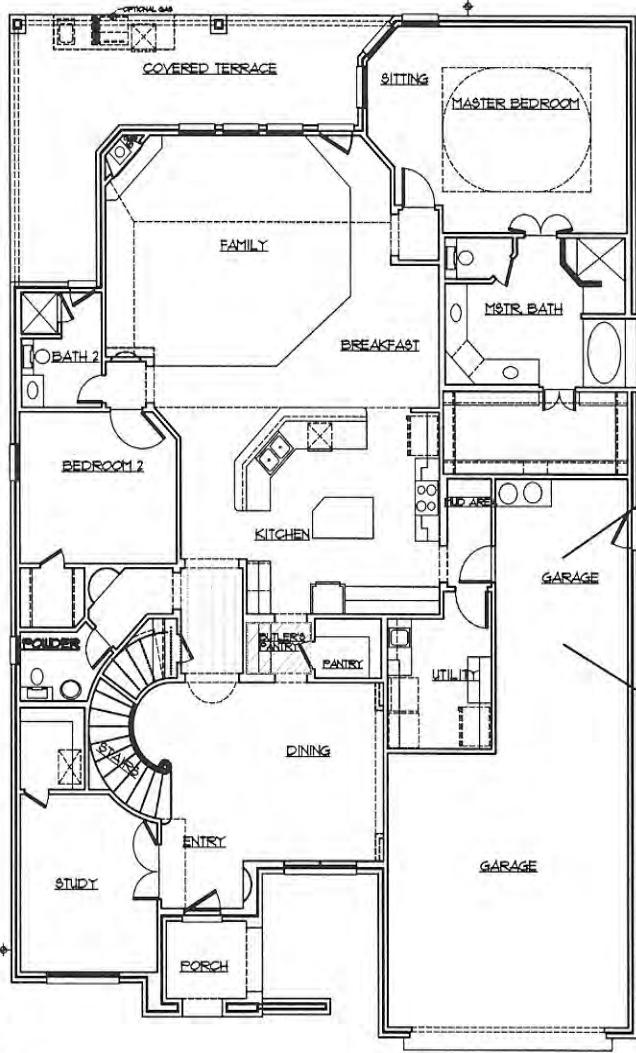 OPTIONAL GAS
COVERED TERRACE
SITTING
MASTER BEDROOM
FAMILY
MSTR. BATH
BREAKFAST
BATH 2
BEDROOM 2
MUD AREA
KITCHEN
GARAGE
POWDER
BUTLER'S
PANTRY
PANTRY
UTILITY
STAIRS
DINING
ENTRY
GARAGE
STUDY
PORCH